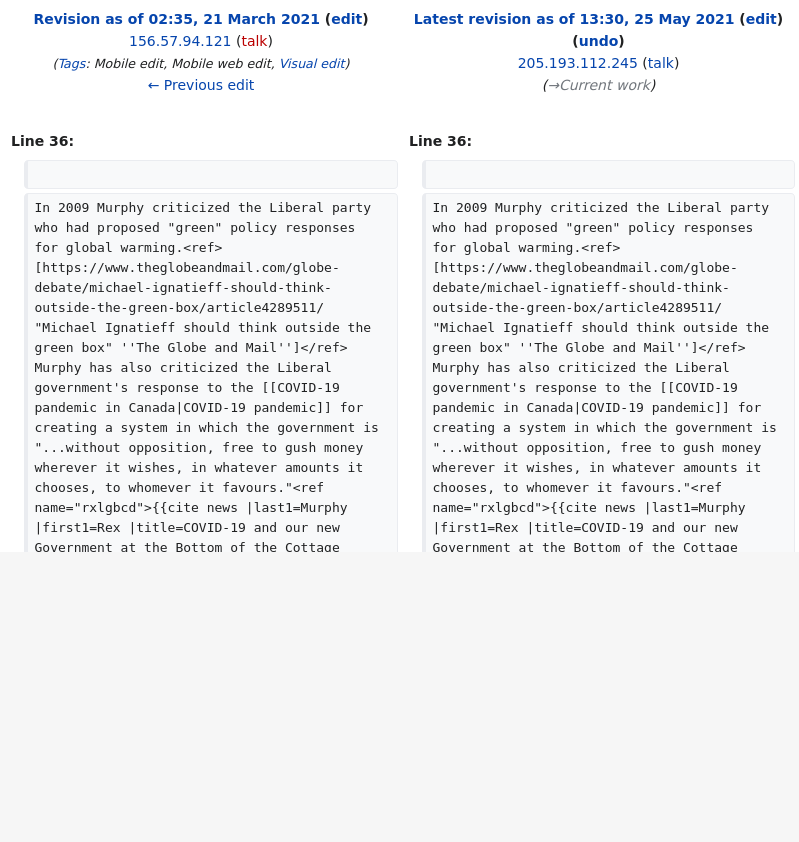 Revision as of 02:35, 21 March 2021 (edit)
156.57.94.121 (talk)
(Tags: Mobile edit, Mobile web edit, Visual edit)
← Previous edit
Latest revision as of 13:30, 25 May 2021 (edit)
(undo)
205.193.112.245 (talk)
(→Current work)
Line 36:
In 2009 Murphy criticized the Liberal party
who had proposed "green" policy responses
for global warming.<ref>
[https://www.theglobeandmail.com/globe-
debate/michael-ignatieff-should-think-
outside-the-green-box/article4289511/
"Michael Ignatieff should think outside the
green box" ''The Globe and Mail'']</ref>
Murphy has also criticized the Liberal
government's response to the [[COVID-19
pandemic in Canada|COVID-19 pandemic]] for
creating a system in which the government is
"...without opposition, free to gush money
wherever it wishes, in whatever amounts it
chooses, to whomever it favours."<ref
name="rxlgbcd">{{cite news |last1=Murphy
|first1=Rex |title=COVID-19 and our new
Government at the Bottom of the Cottage
Line 36:
In 2009 Murphy criticized the Liberal party
who had proposed "green" policy responses
for global warming.<ref>
[https://www.theglobeandmail.com/globe-
debate/michael-ignatieff-should-think-
outside-the-green-box/article4289511/
"Michael Ignatieff should think outside the
green box" ''The Globe and Mail'']</ref>
Murphy has also criticized the Liberal
government's response to the [[COVID-19
pandemic in Canada|COVID-19 pandemic]] for
creating a system in which the government is
"...without opposition, free to gush money
wherever it wishes, in whatever amounts it
chooses, to whomever it favours."<ref
name="rxlgbcd">{{cite news |last1=Murphy
|first1=Rex |title=COVID-19 and our new
Government at the Bottom of the Cottage